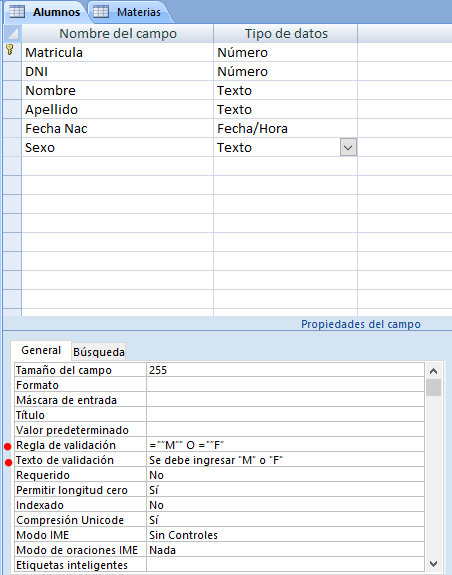 Alumnos Materias
Nombre del campo Tipo de datos
Matricula Número
DNI Número
Nombre Texto
Apellido Texto
Fecha Nac Fecha/Hora
Sexo Texto
Propiedades del campo
General Búsqueda
Tamaño del campo 255
Formato
Máscara de entrada
Título
Valor predeterminado
Regla de validación =""M"" O =""F"
Texto de validación Se debe ingresar "M" o "F"
Requerido No
Permitir longitud cero Sí
Indexado No
Compresión Unicode Sí
Modo IME Sin Controles
Modo de oraciones IME Nada
Etiquetas inteligentes